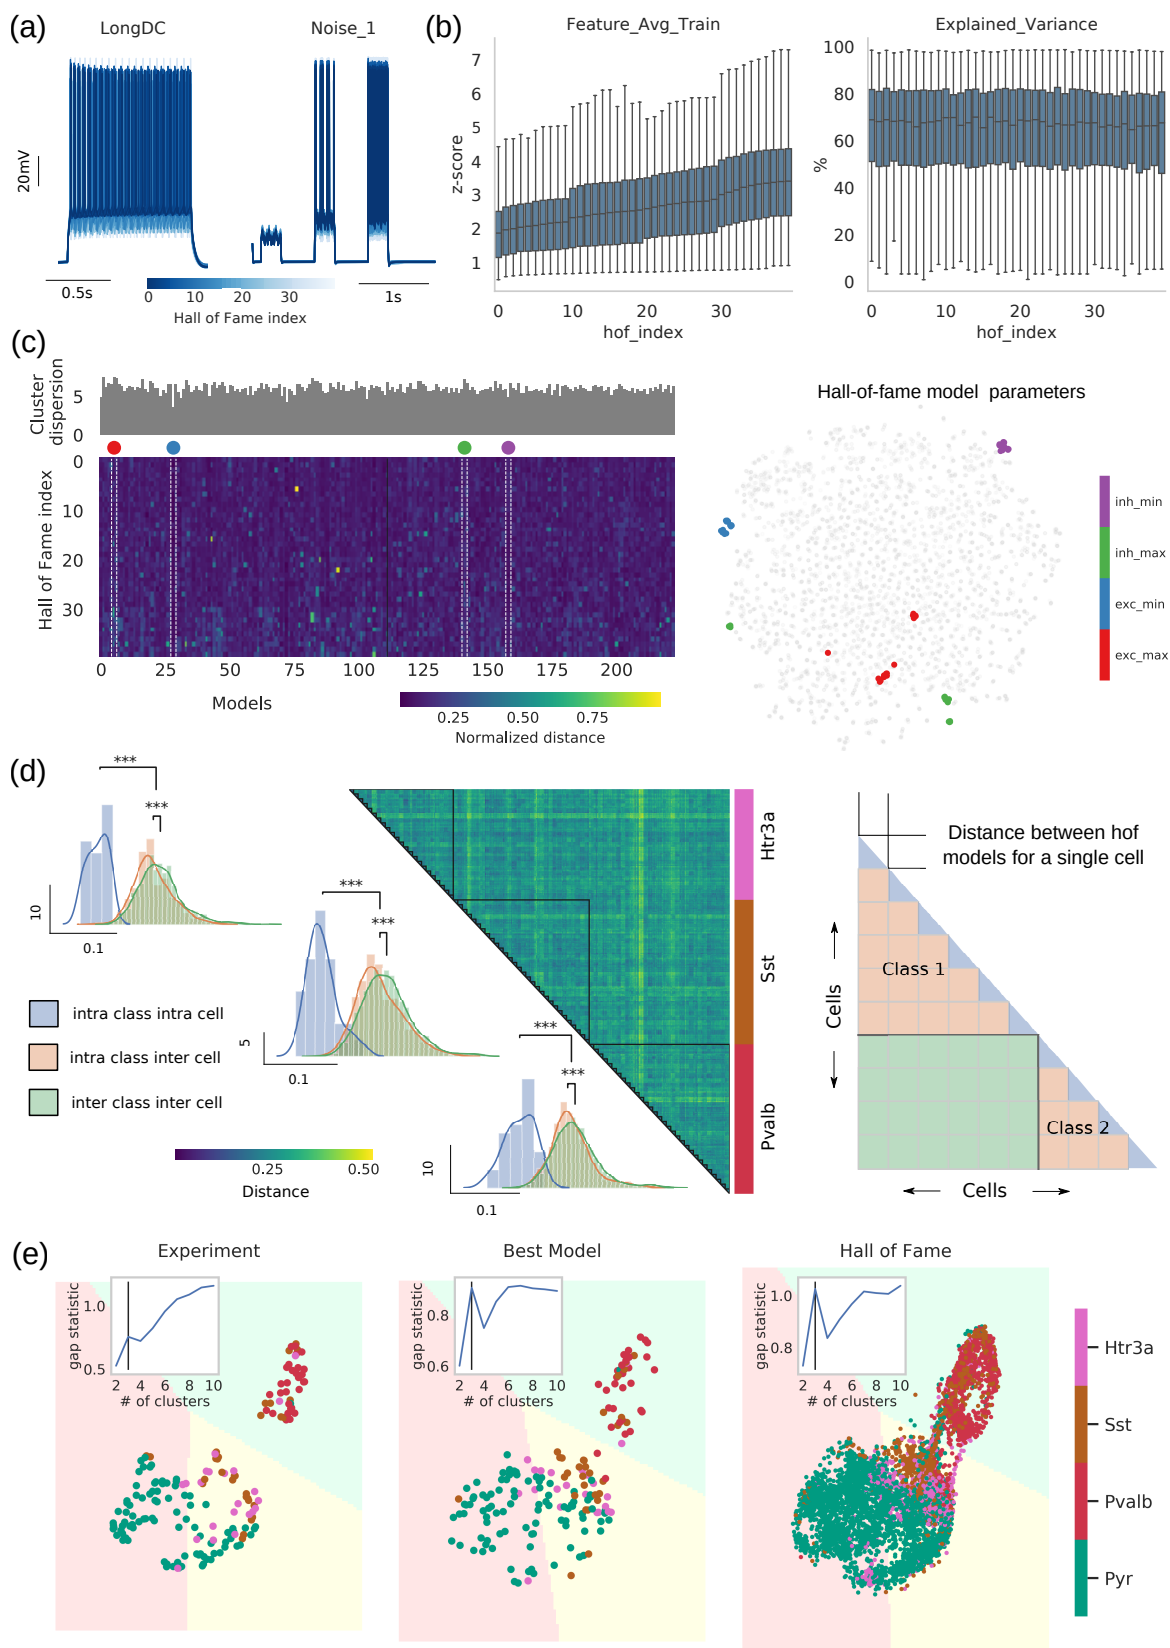 (a)
LongDC
Noise_1
20mV
0.5s
1s
0 10 20 30
Hall of Fame index
(b)
Feature_Avg_Train
z-score
7
6
5
4
3
2
1
0 10 20 30
hof_index
Explained_Variance
%
100
80
60
40
20
0
0 10 20 30
hof_index
(c)
Cluster
dispersion
5
0
Hall of Fame index
0
10
20
30
0 25 50 75 100 125 150 175 200
Models
0.25 0.50 0.75
Normalized distance
Hall-of-fame model parameters
inh_min
inh_max
exc_min
exc_max
(d)
***
***
10
0.1
***
***
5
0.1
***
***
10
0.1
intra class intra cell
intra class inter cell
inter class inter cell
0.25 0.50
Distance
Htr3a
Sst
Pvalb
Distance between hof
models for a single cell
Class 1
Class 2
Cells
Cells
(e)
Experiment
gap statistic
1.0
0.5
2 4 6 8 10
# of clusters
Best Model
gap statistic
0.8
0.6
2 4 6 8 10
# of clusters
Hall of Fame
gap statistic
1.0
0.8
2 4 6 8 10
# of clusters
Htr3a
Sst
Pvalb
Pyr